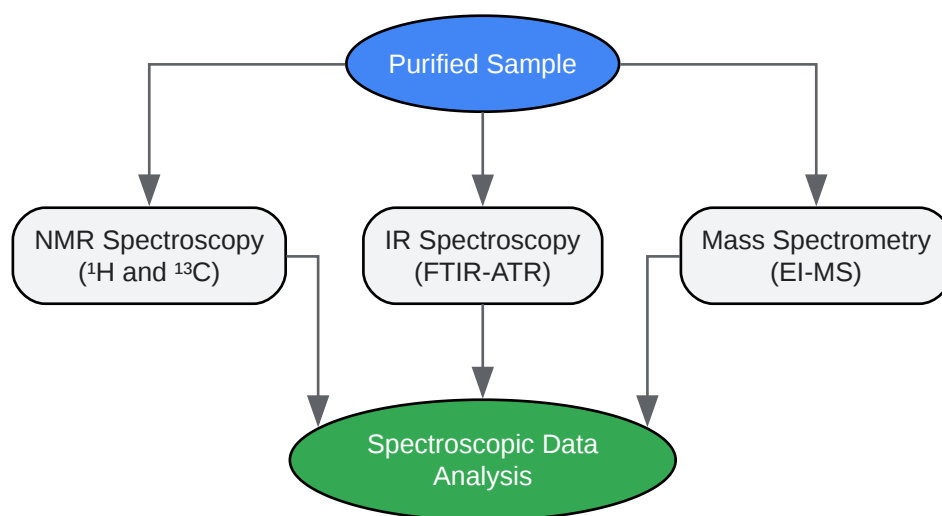 Purified Sample
NMR Spectroscopy
(¹H and ¹³C)
IR Spectroscopy
(FTIR-ATR)
Mass Spectrometry
(EI-MS)
Spectroscopic Data
Analysis